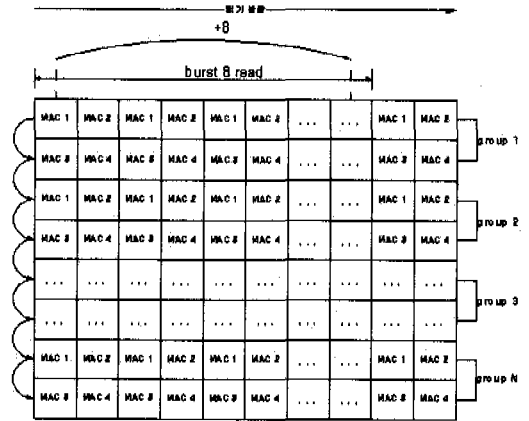 +8
burst 8 read
MAC 1 MAC 2 MAC 1 MAC 2 MAC 1 MAC 2 ... ... MAC 1 MAC 2
group 1
MAC 3 MAC 4 MAC 3 MAC 4 MAC 3 MAC 4 ... ... MAC 3 MAC 4
MAC 1 MAC 2 MAC 1 MAC 2 MAC 1 MAC 2 ... ... MAC 1 MAC 2
group 2
MAC 3 MAC 4 MAC 3 MAC 4 MAC 3 MAC 4 ... ... MAC 3 MAC 4
... ... ... ... ... ... ... ... ... ...
group 3
... ... ... ... ... ... ... ... ... ...
MAC 1 MAC 2 MAC 1 MAC 2 MAC 1 MAC 2 ... ... MAC 1 MAC 2
group N
MAC 3 MAC 4 MAC 3 MAC 4 MAC 3 MAC 4 ... ... MAC 3 MAC 4